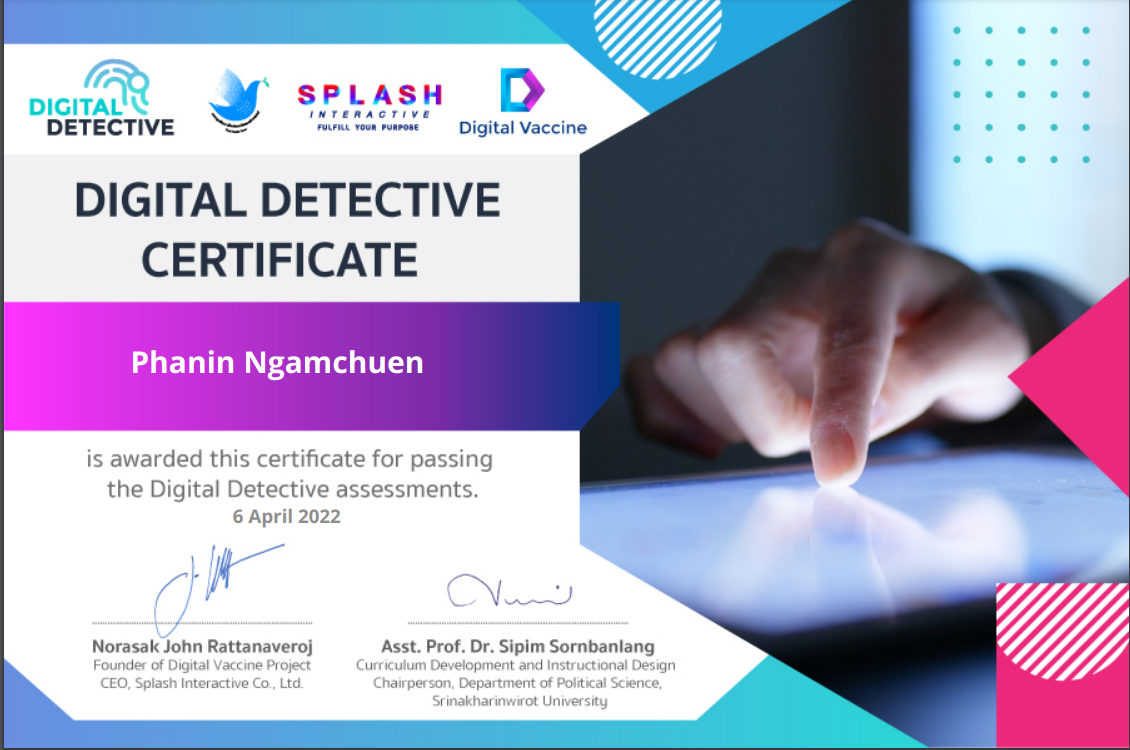 DIGITAL
DETECTIVE
SPLASH
INTERACTIVE
FULFILL YOUR PURPOSE
Digital Vaccine
DIGITAL DETECTIVE
CERTIFICATE
Phanin Ngamchuen
is awarded this certificate for passing
the Digital Detective assessments.
6 April 2022
Norasak John Rattanaveroj
Founder of Digital Vaccine Project
CEO, Splash Interactive Co., Ltd.
Asst. Prof. Dr. Sipim Sornbanlang
Curriculum Development and Instructional Design
Chairperson, Department of Political Science,
Srinakharinwirot University